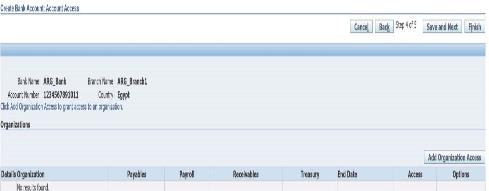 Create Bank Account: Account Access
Cancel Back Step 4 of 5 Save and Next Finish
Bank Name ARG_Bank Branch Name ARG_Branch1
Account Number 1234567891011 Country Egypt
Click Add Organization Access to grant access to an organization.
Organizations
Add Organization Access
Details Organization Payables Payroll Receivables Treasury End Date Access Options
No results found.